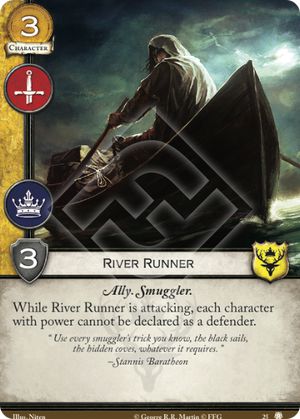 3
CHARACTER
3
RIVER RUNNER
Ally. Smuggler.
While River Runner is attacking, each character
with power cannot be declared as a defender.
"Use every smuggler's trick you know, the black sails,
the hidden coves, whatever it requires."
–Stannis Baratheon
Illus. Niten
© George R.R. Martin © FFG
25